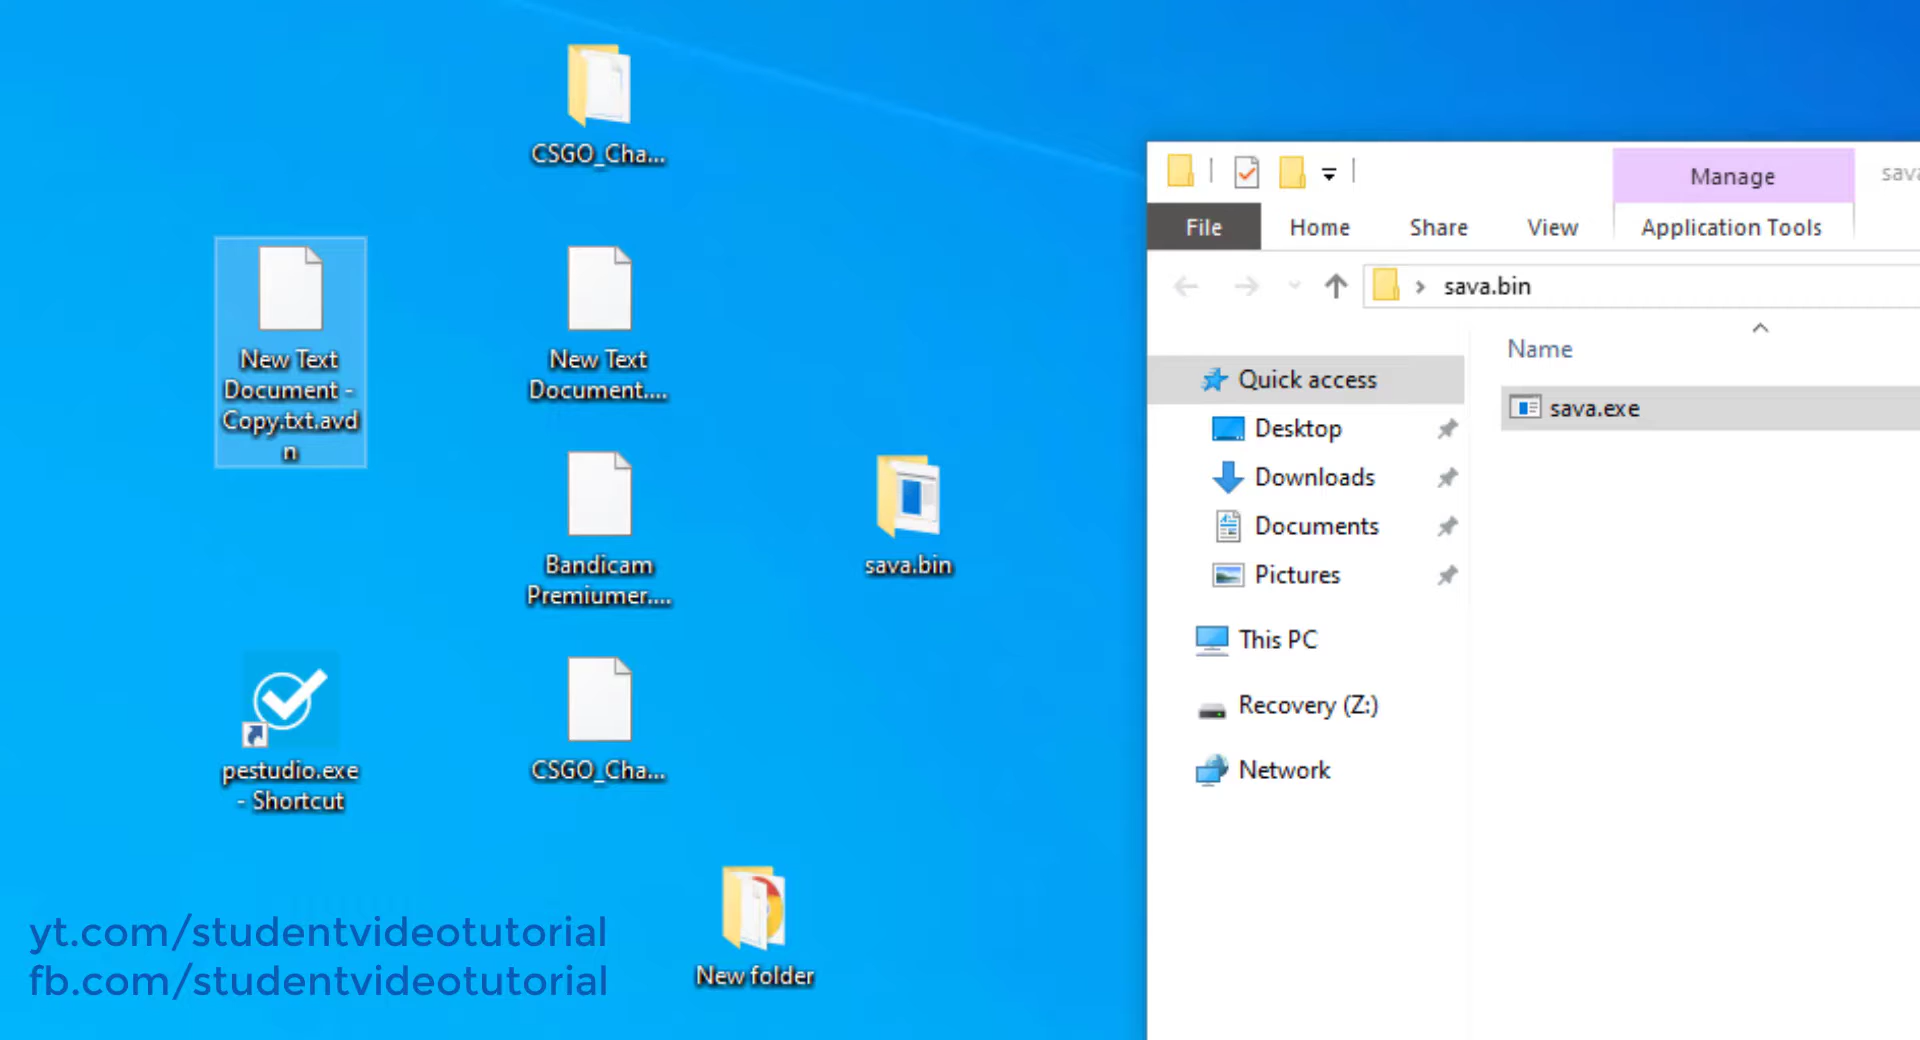 CSGO_Cha...
New Text
Document -
Copy.txt.avd
n
New Text
Document....
Bandicam
Premiumer....
sava.bin
pestudio.exe
- Shortcut
CSGO_Cha...
New folder
yt.com/studentvideotutorial
fb.com/studentvideotutorial
Manage
sava
File
Home
Share
View
Application Tools
sava.bin
Name
Quick access
sava.exe
Desktop
Downloads
Documents
Pictures
This PC
Recovery (Z:)
Network